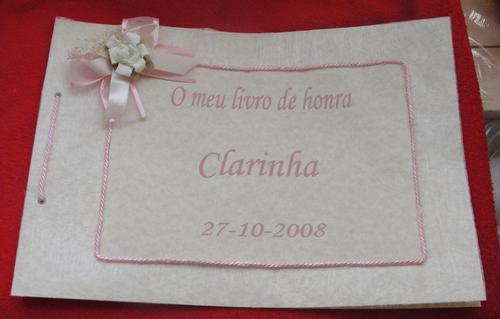 O meu livro de honra
Clarinha
27-10-2008